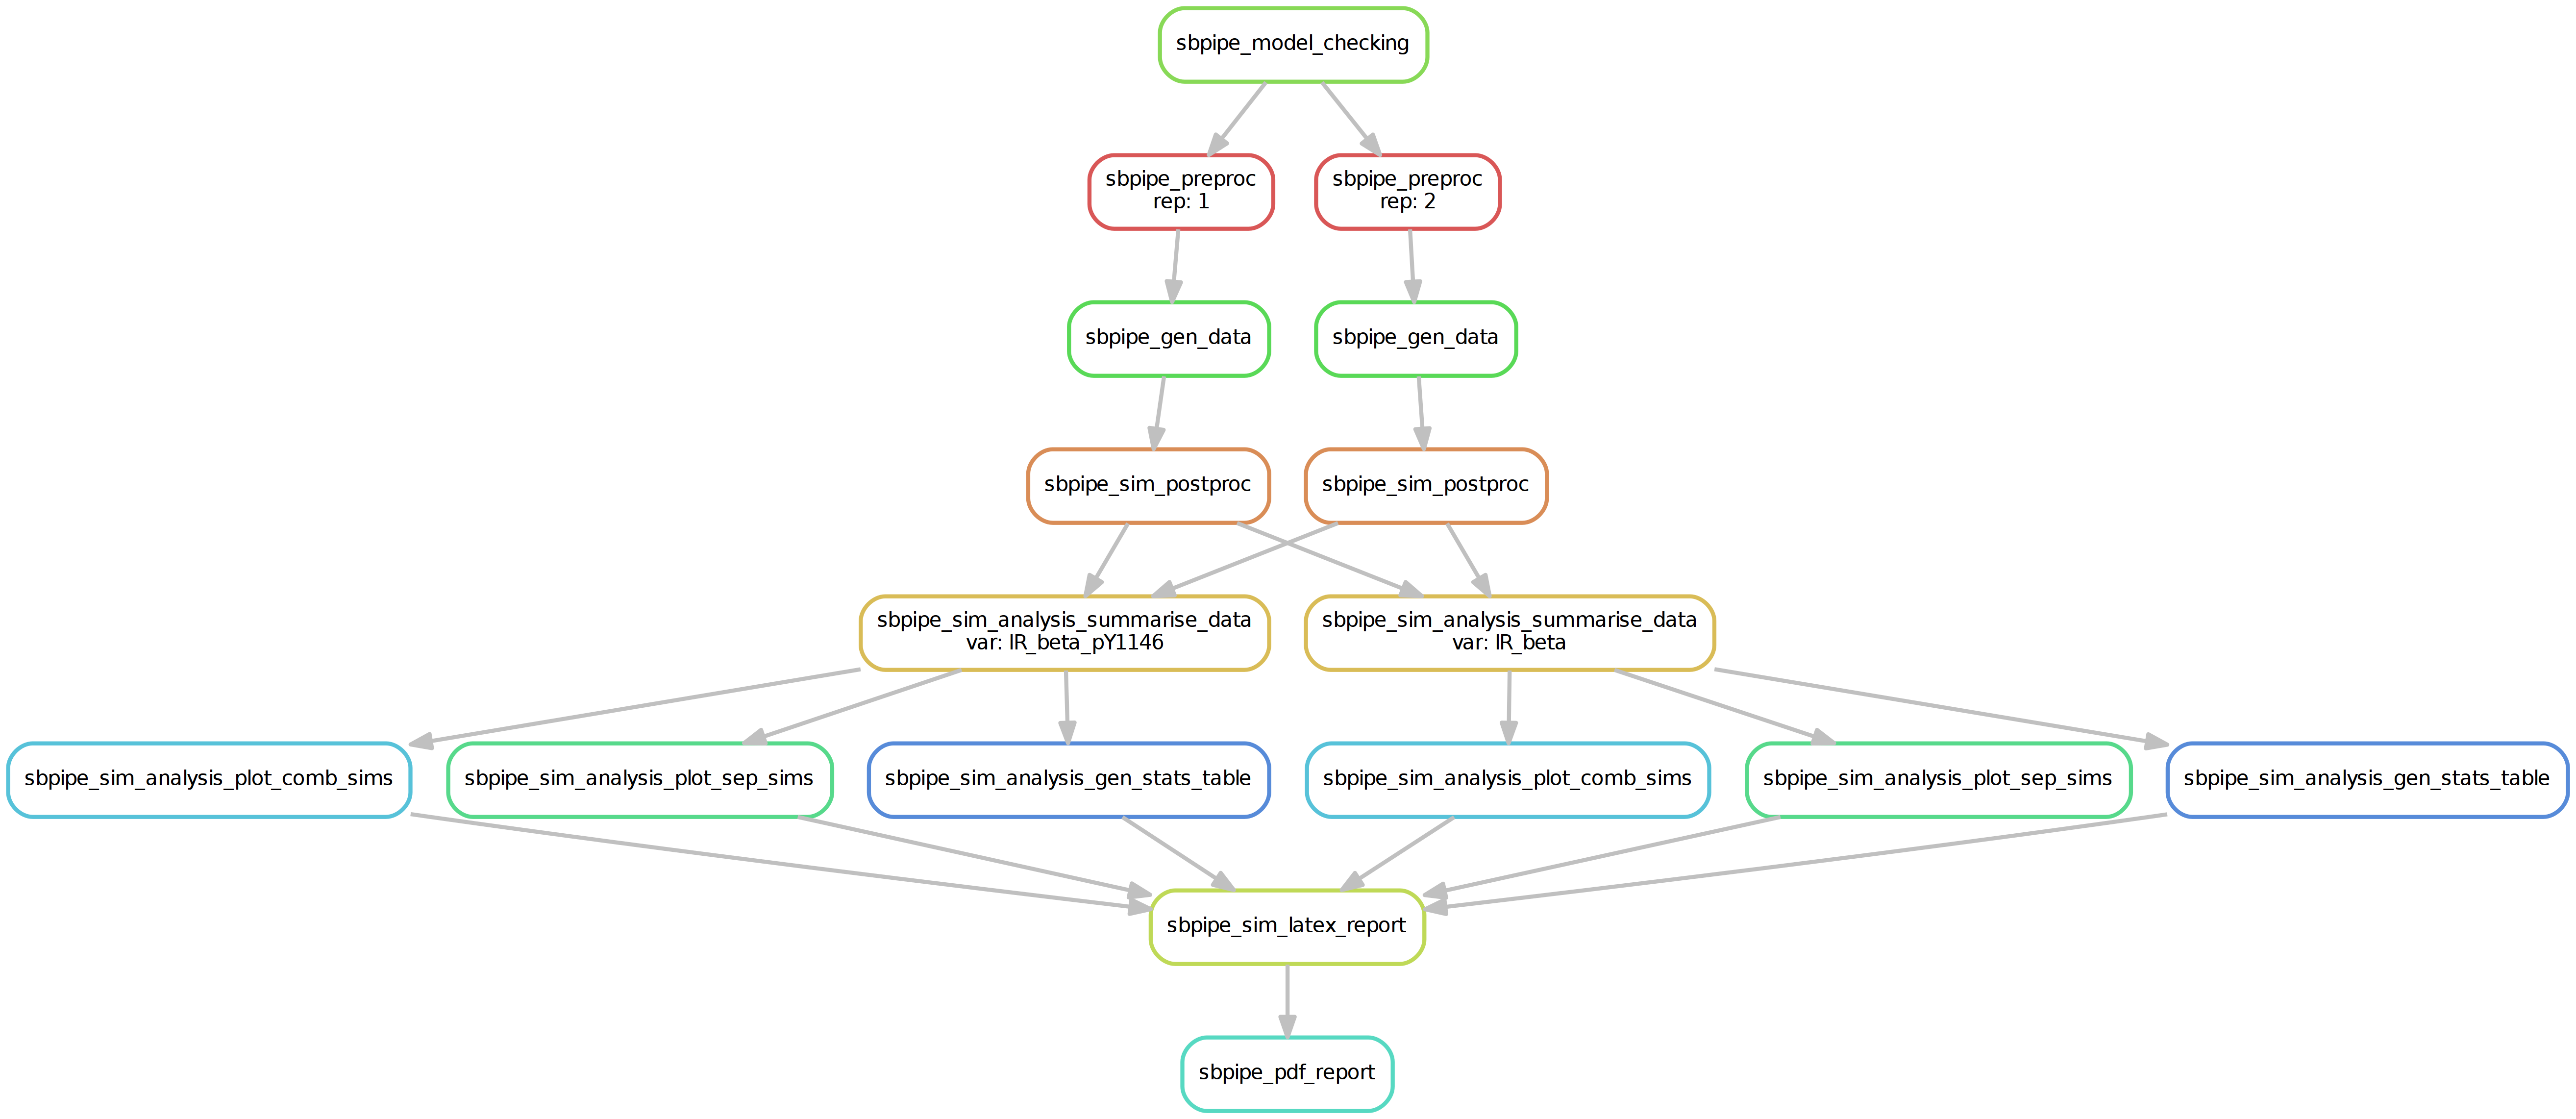 sbpipe_model_checking
sbpipe_preproc
rep: 1
sbpipe_preproc
rep: 2
sbpipe_gen_data
sbpipe_gen_data
sbpipe_sim_postproc
sbpipe_sim_postproc
sbpipe_sim_analysis_summarise_data
var: IR_beta_pY1146
sbpipe_sim_analysis_summarise_data
var: IR_beta
sbpipe_sim_analysis_plot_comb_sims
sbpipe_sim_analysis_plot_sep_sims
sbpipe_sim_analysis_gen_stats_table
sbpipe_sim_analysis_plot_comb_sims
sbpipe_sim_analysis_plot_sep_sims
sbpipe_sim_analysis_gen_stats_table
sbpipe_sim_latex_report
sbpipe_pdf_report